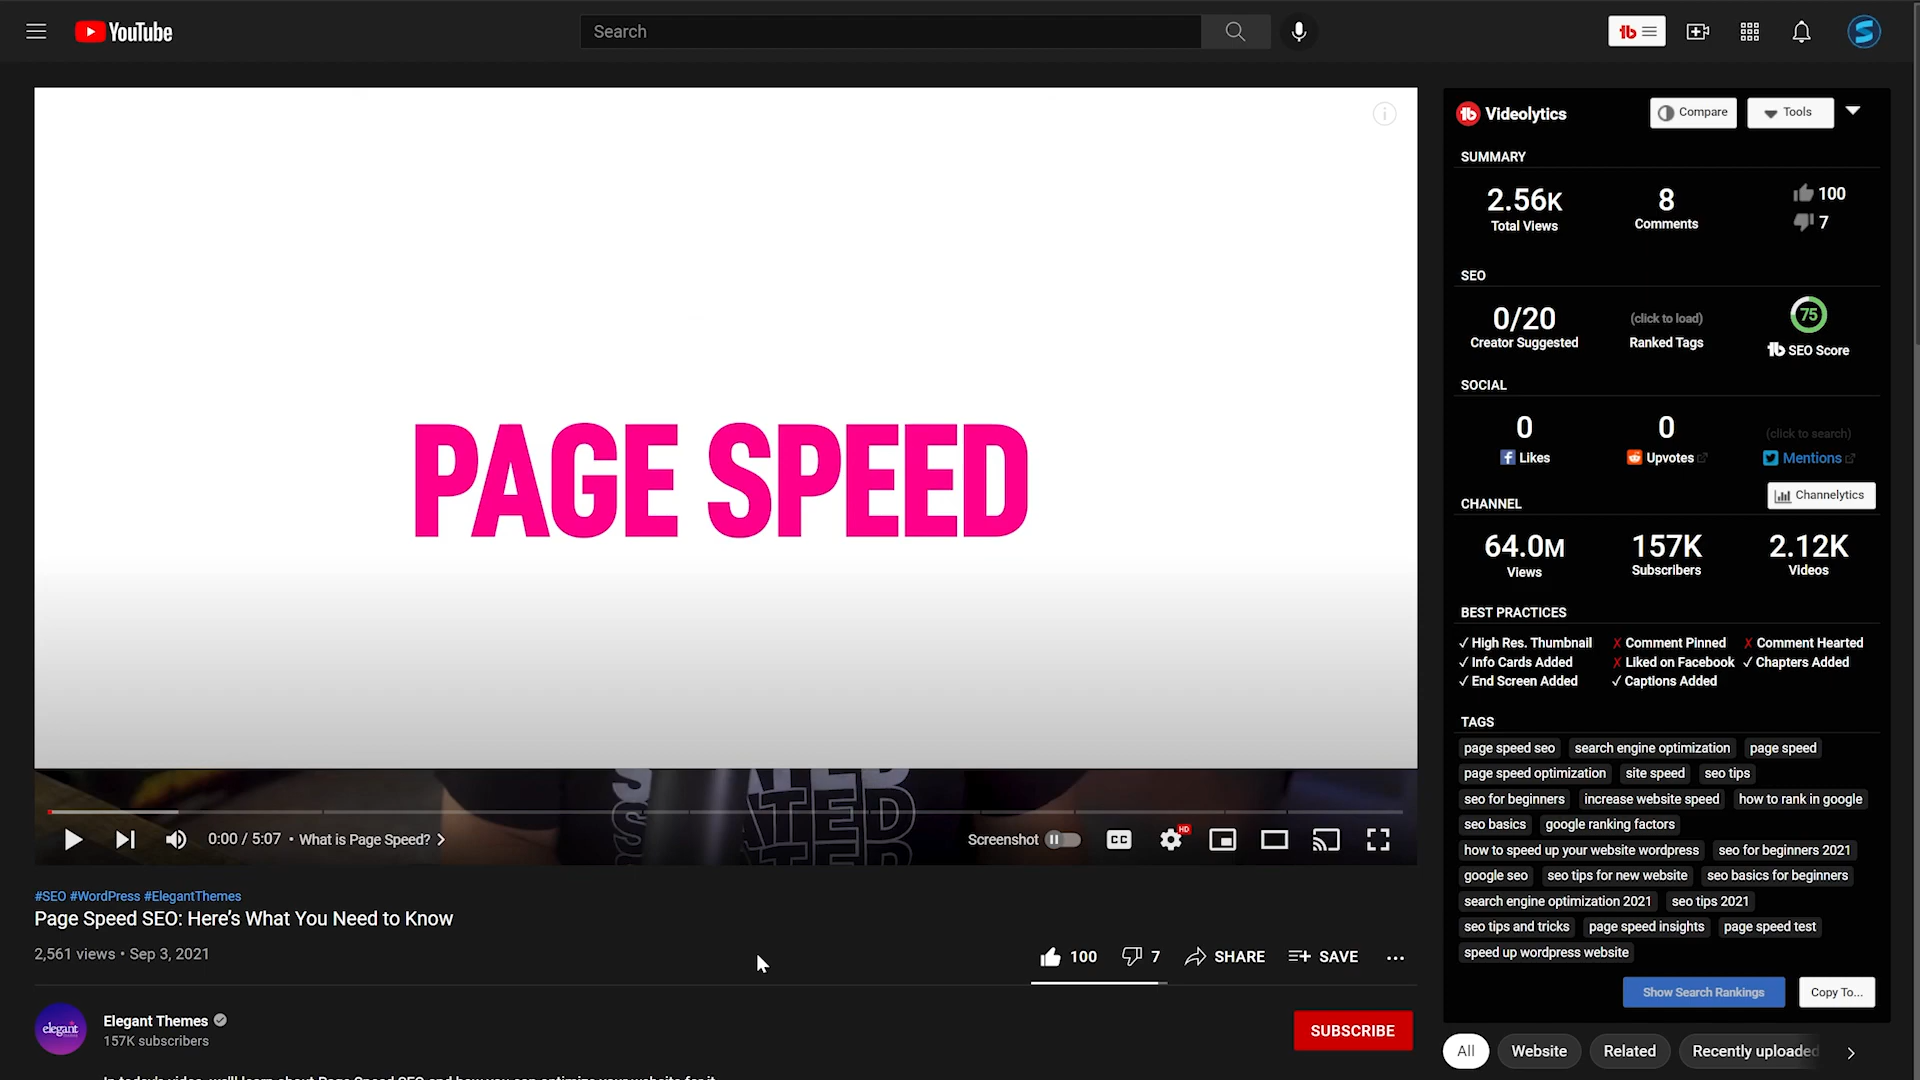 YouTube
Search
tb
PAGE SPEED
0:00 / 5:07 • What is Page Speed?
Screenshot
CC
HD
#SEO #WordPress #ElegantThemes
Page Speed SEO: Here's What You Need to Know
2,561 views • Sep 3, 2021
100
7
SHARE
SAVE
elegant
Elegant Themes
157K subscribers
SUBSCRIBE
tb Videolytics
Compare
Tools
SUMMARY
2.56K
8
100
7
Total Views
Comments
SEO
0/20
(click to load)
75
Creator Suggested
Ranked Tags
tb SEO Score
SOCIAL
0
0
(click to search)
Likes
Upvotes
Mentions
CHANNEL
Channelytics
64.0M
157K
2.12K
Views
Subscribers
Videos
BEST PRACTICES
✓ High Res. Thumbnail ✗ Comment Pinned ✗ Comment Hearted
✓ Info Cards Added ✗ Liked on Facebook ✓ Chapters Added
✓ End Screen Added ✓ Captions Added
TAGS
page speed seo search engine optimization page speed
page speed optimization site speed seo tips
seo for beginners increase website speed how to rank in google
seo basics google ranking factors
how to speed up your website wordpress seo for beginners 2021
google seo seo tips for new website seo basics for beginners
search engine optimization 2021 seo tips 2021
seo tips and tricks page speed insights page speed test
speed up wordpress website
Show Search Rankings
Copy To...
All
Website
Related
Recently uploaded